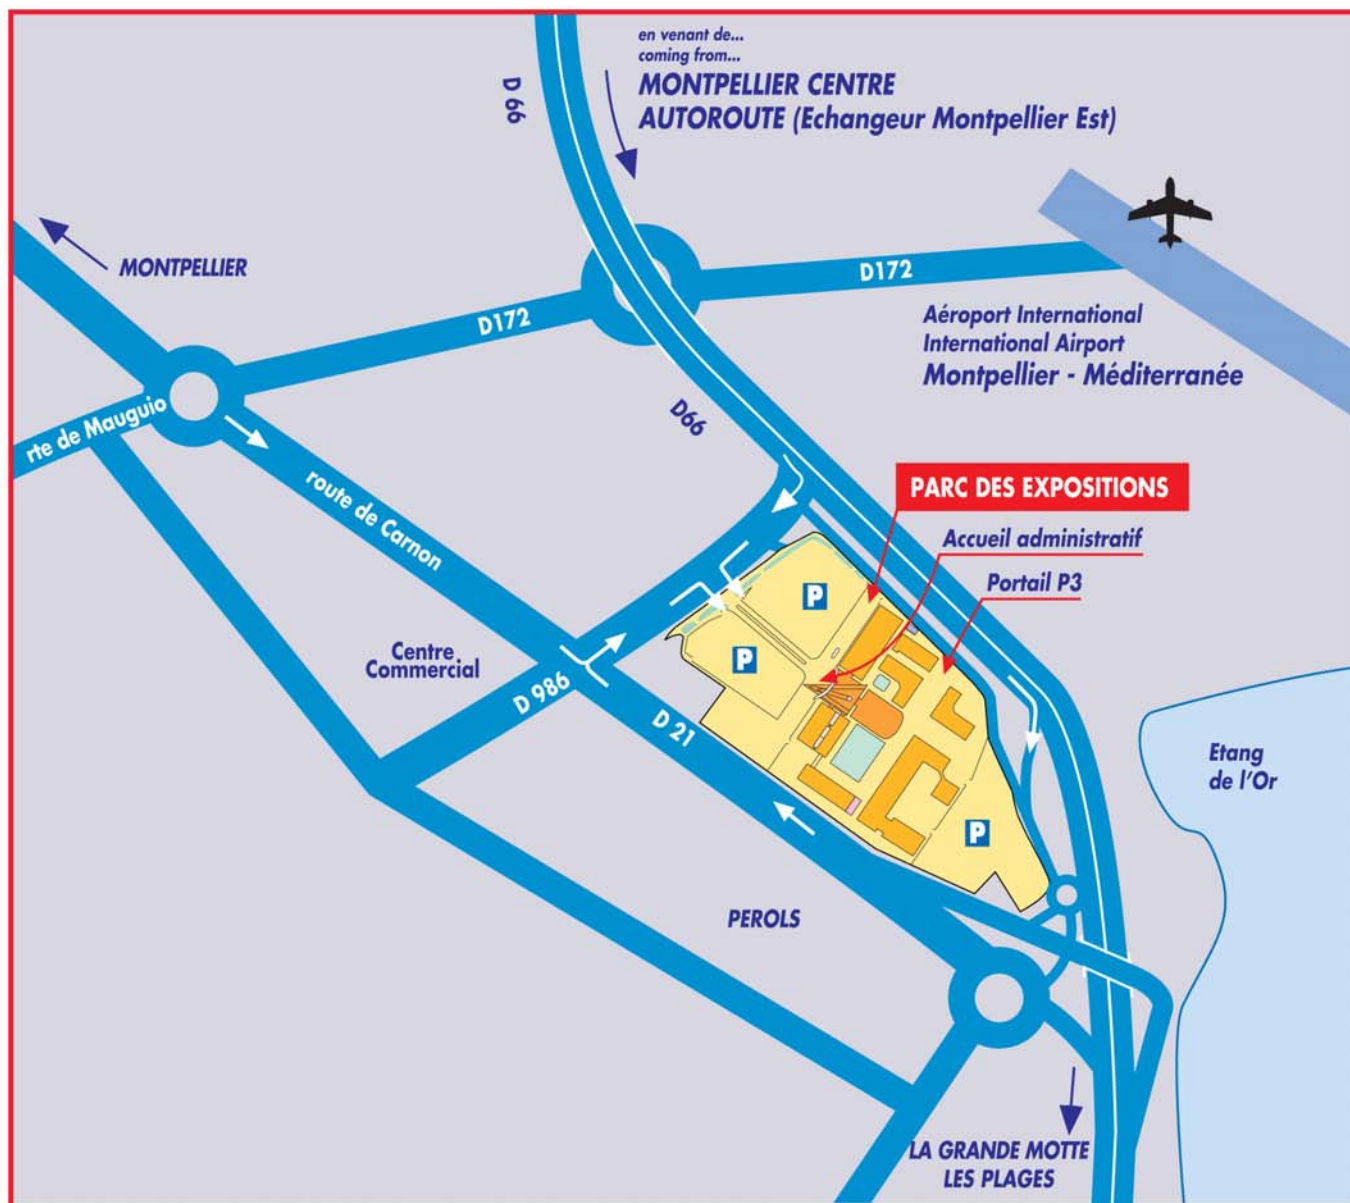 en venant de...
coming from...
MONTPELLIER CENTRE
AUTOROUTE (Echangeur Montpellier Est)
D 66
MONTPELLIER
D172
D172
Aéroport International
International Airport
Montpellier - Méditerranée
rte de Mauguio
D66
route de Carnon
PARC DES EXPOSITIONS
Accueil administratif
Portail P3
P
P
Centre
Commercial
D 986
D 21
Etang
de l'Or
P
PEROLS
LA GRANDE MOTTE
LES PLAGES